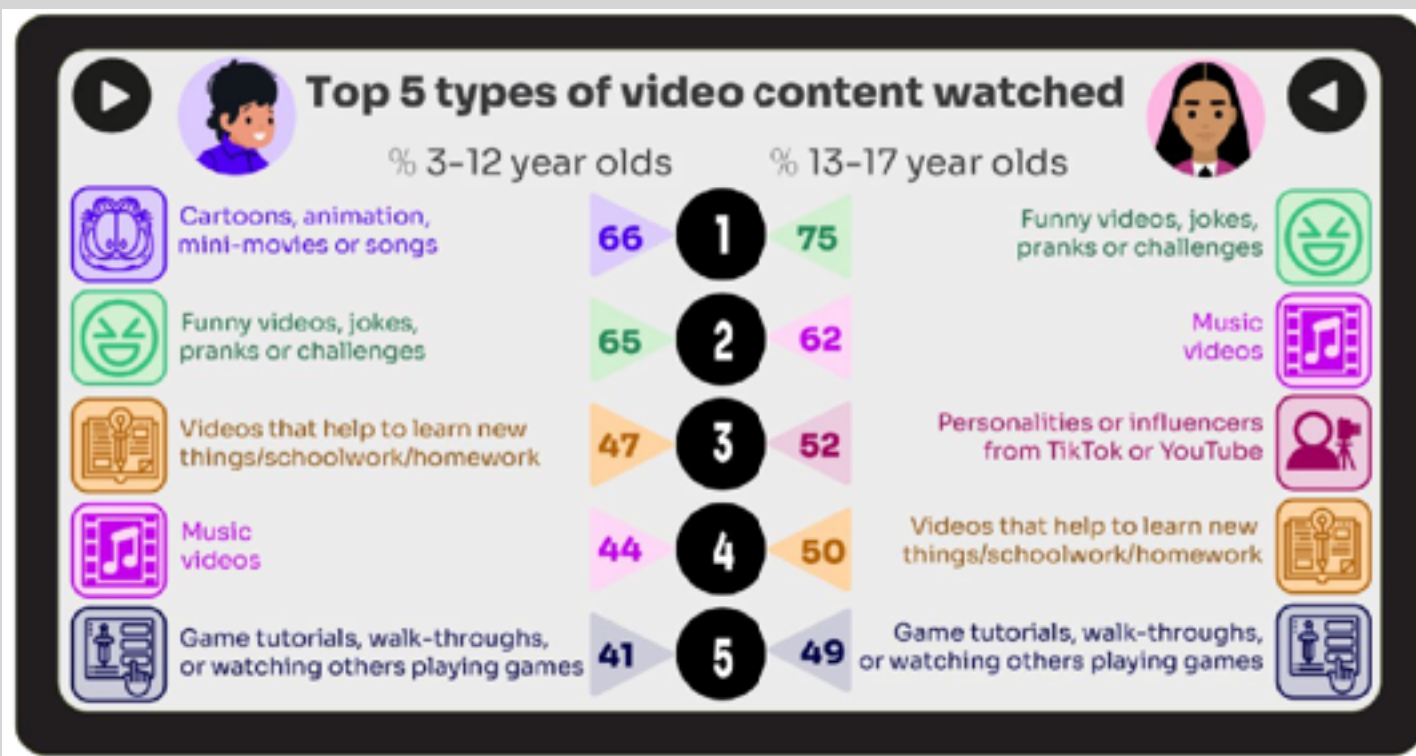 Top 5 types of video content watched
% 3-12 year olds
% 13-17 year olds
Cartoons, animation,
mini-movies or songs
66
1
75
Funny videos, jokes,
pranks or challenges
Funny videos, jokes,
pranks or challenges
65
2
62
Music
videos
Videos that help to learn new
things/schoolwork/homework
47
3
52
Personalities or influencers
from TikTok or YouTube
Music
videos
44
4
50
Videos that help to learn new
things/schoolwork/homework
Game tutorials, walk-throughs,
or watching others playing games
41
5
49
Game tutorials, walk-throughs,
or watching others playing games